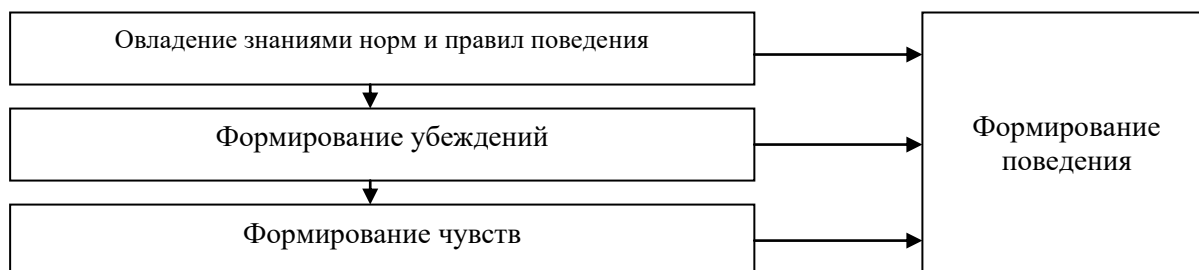 Овладение знаниями норм и правил поведения
Формирование убеждений
Формирование чувств
Формирование
поведения